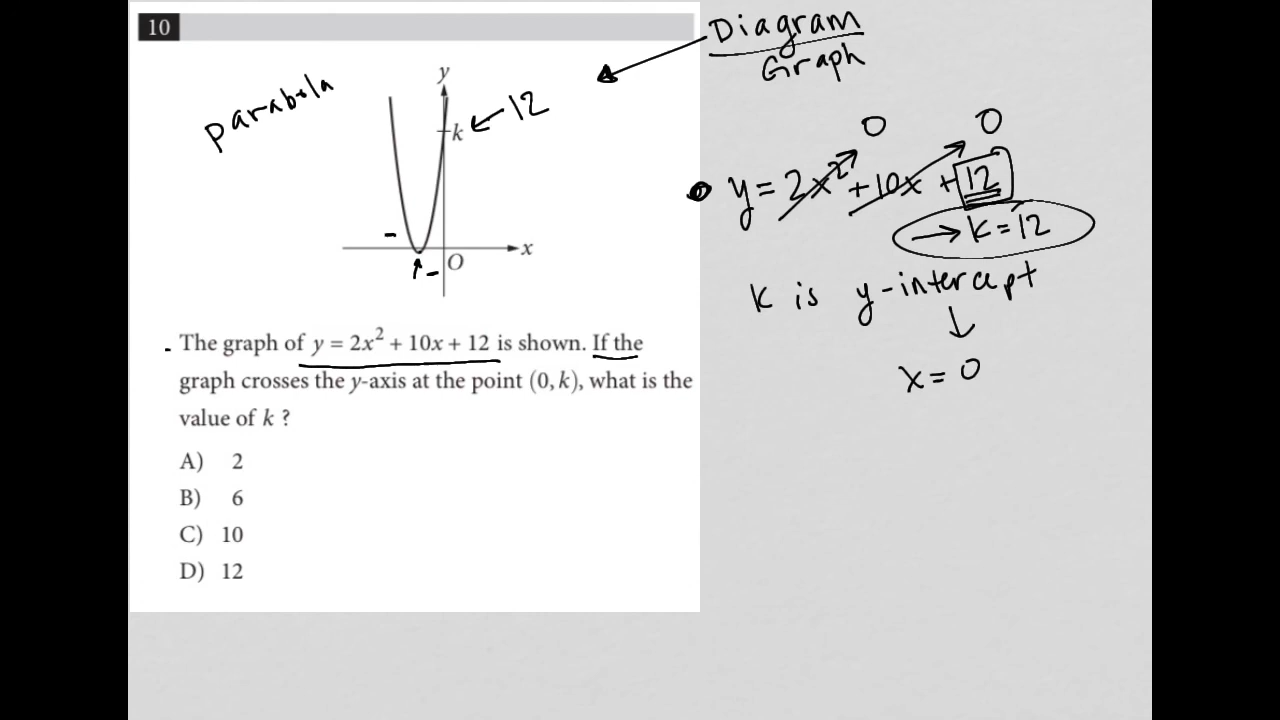 10
Diagram
Graph
parabola
y
k
12
x
O
0
0
y = 2x² + 10x + 12
→ k = 12
k is y-intercept
↓
x = 0
The graph of y = 2x² + 10x + 12 is shown. If the
graph crosses the y-axis at the point (0, k), what is the
value of k ?
A) 2
B) 6
C) 10
D) 12